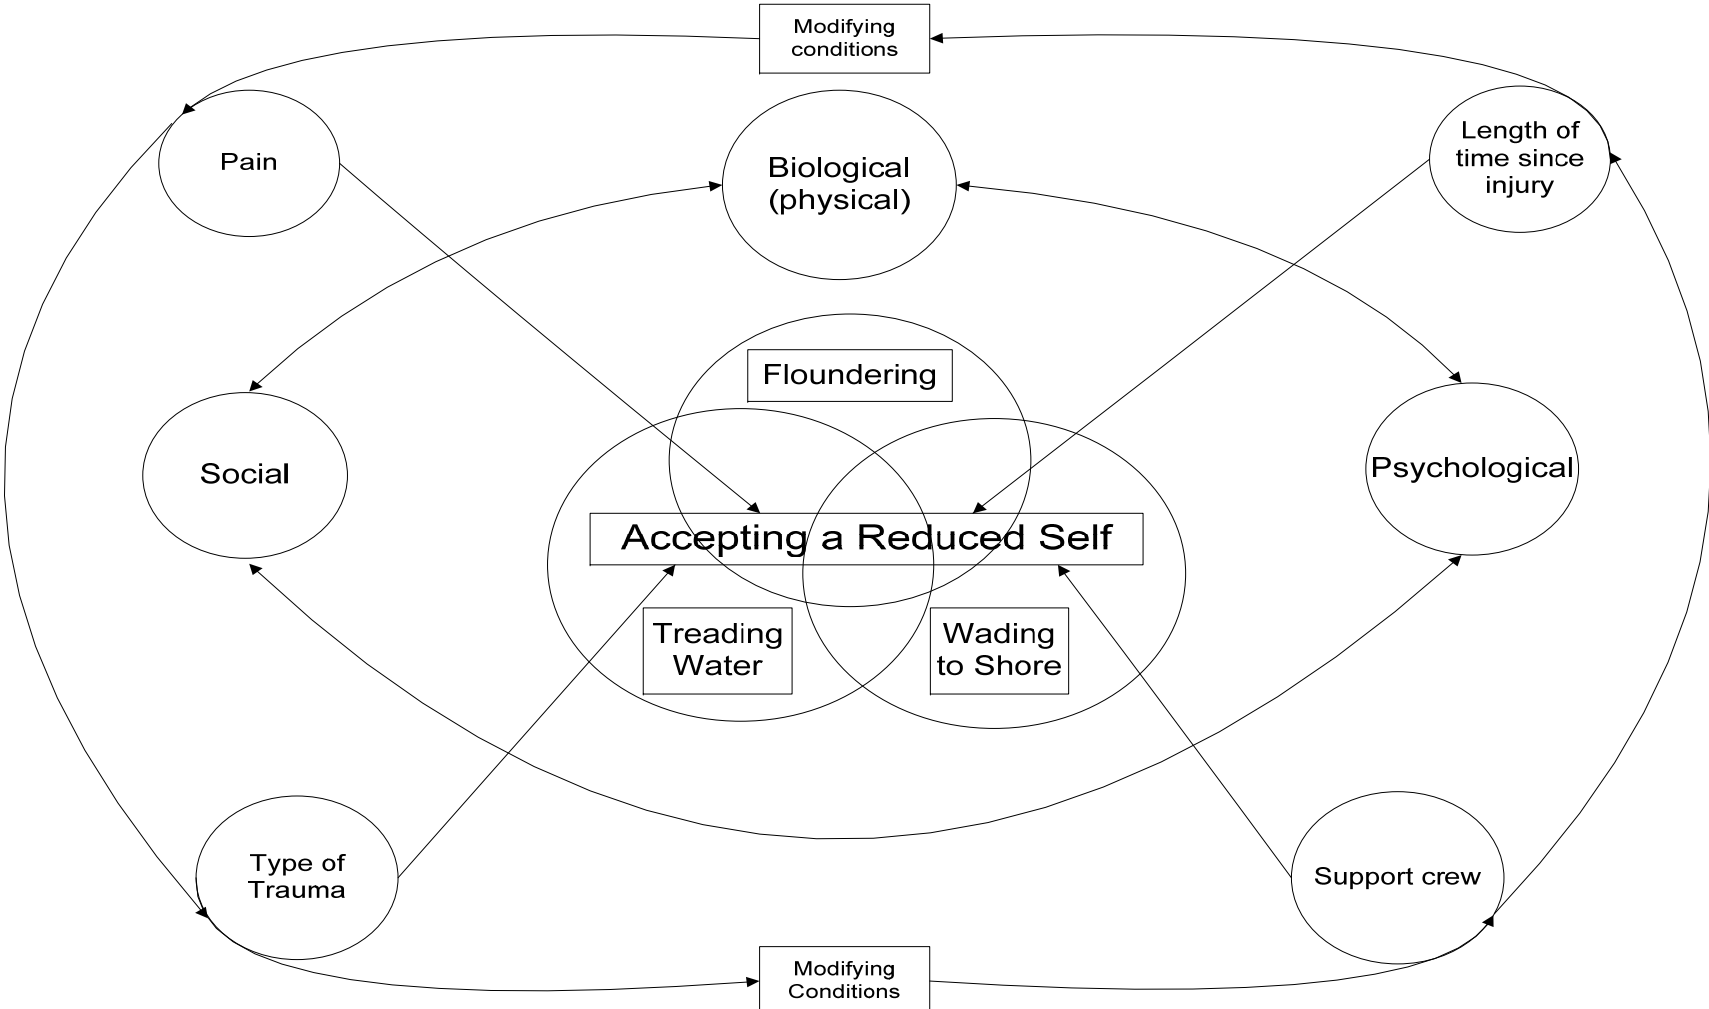 Modifying
conditions
Pain
Biological
(physical)
Length of
time since
injury
Floundering
Social
Psychological
Accepting a Reduced Self
Treading
Water
Wading
to Shore
Type of
Trauma
Support crew
Modifying
Conditions